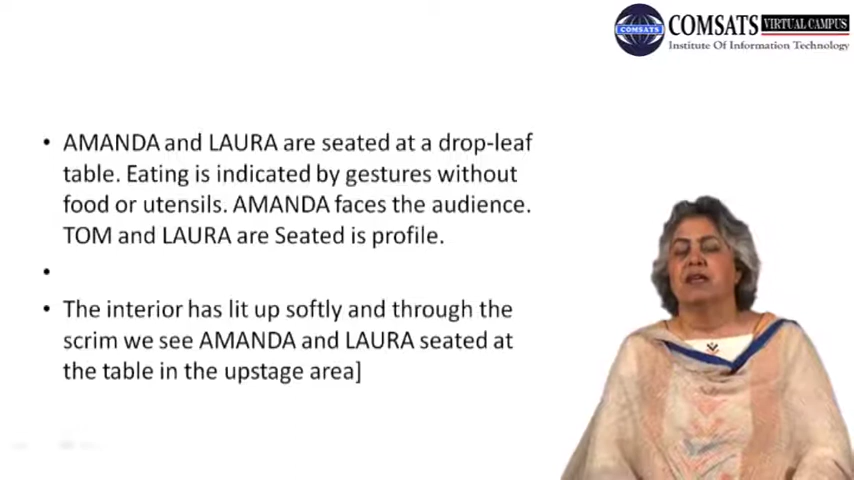 COMSATS VIRTUAL CAMPUS
Institute Of Information Technology
COMSATS
• AMANDA and LAURA are seated at a drop-leaf
table. Eating is indicated by gestures without
food or utensils. AMANDA faces the audience.
TOM and LAURA are Seated is profile.
•
• The interior has lit up softly and through the
scrim we see AMANDA and LAURA seated at
the table in the upstage area]